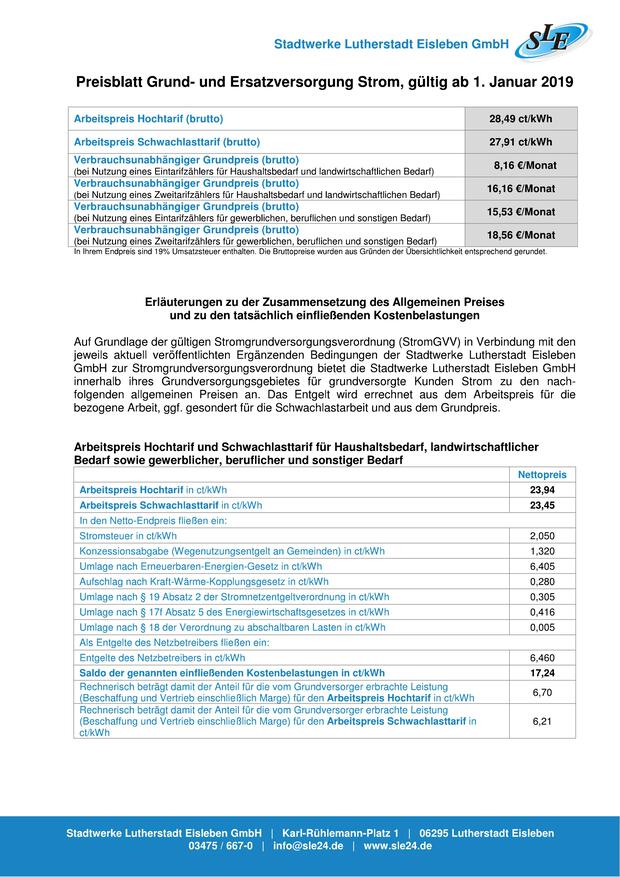 Stadtwerke Lutherstadt Eisleben GmbH
SLE
Preisblatt Grund- und Ersatzversorgung Strom, gültig ab 1. Januar 2019
Arbeitspreis Hochtarif (brutto) 28,49 ct/kWh
Arbeitspreis Schwachlasttarif (brutto) 27,91 ct/kWh
Verbrauchsunabhängiger Grundpreis (brutto) 8,16 €/Monat
(bei Nutzung eines Eintarifzählers für Haushaltsbedarf und landwirtschaftlichen Bedarf)
Verbrauchsunabhängiger Grundpreis (brutto) 16,16 €/Monat
(bei Nutzung eines Zweitarifzählers für Haushaltsbedarf und landwirtschaftlichen Bedarf)
Verbrauchsunabhängiger Grundpreis (brutto) 15,53 €/Monat
(bei Nutzung eines Eintarifzählers für gewerblichen, beruflichen und sonstigen Bedarf)
Verbrauchsunabhängiger Grundpreis (brutto) 18,56 €/Monat
(bei Nutzung eines Zweitarifzählers für gewerblichen, beruflichen und sonstigen Bedarf)
In Ihrem Endpreis sind 19% Umsatzsteuer enthalten. Die Bruttopreise wurden aus Gründen der Übersichtlichkeit entsprechend gerundet.
Erläuterungen zu der Zusammensetzung des Allgemeinen Preises
und zu den tatsächlich einfließenden Kostenbelastungen
Auf Grundlage der gültigen Stromgrundversorgungsverordnung (StromGVV) in Verbindung mit den
jeweils aktuell veröffentlichten Ergänzenden Bedingungen der Stadtwerke Lutherstadt Eisleben
GmbH zur Stromgrundversorgungsverordnung bietet die Stadtwerke Lutherstadt Eisleben GmbH
innerhalb ihres Grundversorgungsgebietes für grundversorgte Kunden Strom zu den nach-
folgenden allgemeinen Preisen an. Das Entgelt wird errechnet aus dem Arbeitspreis für die
bezogene Arbeit, ggf. gesondert für die Schwachlastarbeit und aus dem Grundpreis.
Arbeitspreis Hochtarif und Schwachlasttarif für Haushaltsbedarf, landwirtschaftlicher
Bedarf sowie gewerblicher, beruflicher und sonstiger Bedarf
Nettopreis
Arbeitspreis Hochtarif in ct/kWh 23,94
Arbeitspreis Schwachlasttarif in ct/kWh 23,45
In den Netto-Endpreis fließen ein:
Stromsteuer in ct/kWh 2,050
Konzessionsabgabe (Wegenutzungsentgelt an Gemeinden) in ct/kWh 1,320
Umlage nach Erneuerbaren-Energien-Gesetz in ct/kWh 6,405
Aufschlag nach Kraft-Wärme-Kopplungsgesetz in ct/kWh 0,280
Umlage nach § 19 Absatz 2 der Stromnetzentgeltverordnung in ct/kWh 0,305
Umlage nach § 17f Absatz 5 des Energiewirtschaftsgesetzes in ct/kWh 0,416
Umlage nach § 18 der Verordnung zu abschaltbaren Lasten in ct/kWh 0,005
Als Entgelte des Netzbetreibers fließen ein:
Entgelte des Netzbetreibers in ct/kWh 6,460
Saldo der genannten einfließenden Kostenbelastungen in ct/kWh 17,24
Rechnerisch beträgt damit der Anteil für die vom Grundversorger erbrachte Leistung
(Beschaffung und Vertrieb einschließlich Marge) für den Arbeitspreis Hochtarif in ct/kWh 6,70
Rechnerisch beträgt damit der Anteil für die vom Grundversorger erbrachte Leistung
(Beschaffung und Vertrieb einschließlich Marge) für den Arbeitspreis Schwachlasttarif in 6,21
ct/kWh
Stadtwerke Lutherstadt Eisleben GmbH | Karl-Rühlemann-Platz 1 | 06295 Lutherstadt Eisleben
03475 / 667-0 | info@sle24.de | www.sle24.de